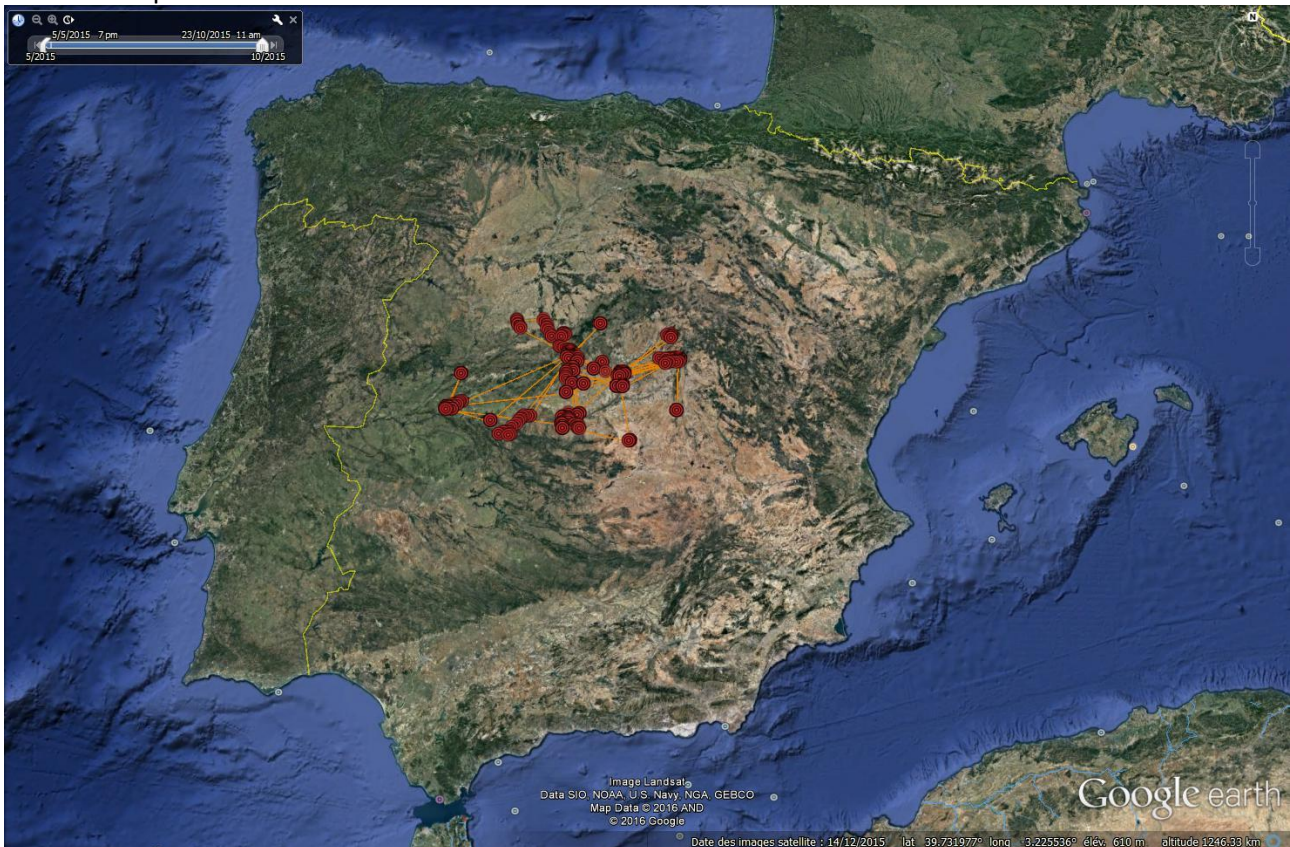 5/5/2015 7 pm 23/10/2015 11 am
5/2015 10/2015
N
Image Landsat
Data SIO, NOAA, U.S. Navy, NGA, GEBCO
Map Data © 2016 AND
© 2016 Google
Google earth
Date des images satellite : 14/12/2015 lat 39.731977° long -3.225536° élév. 610 m altitude 1246.33 km